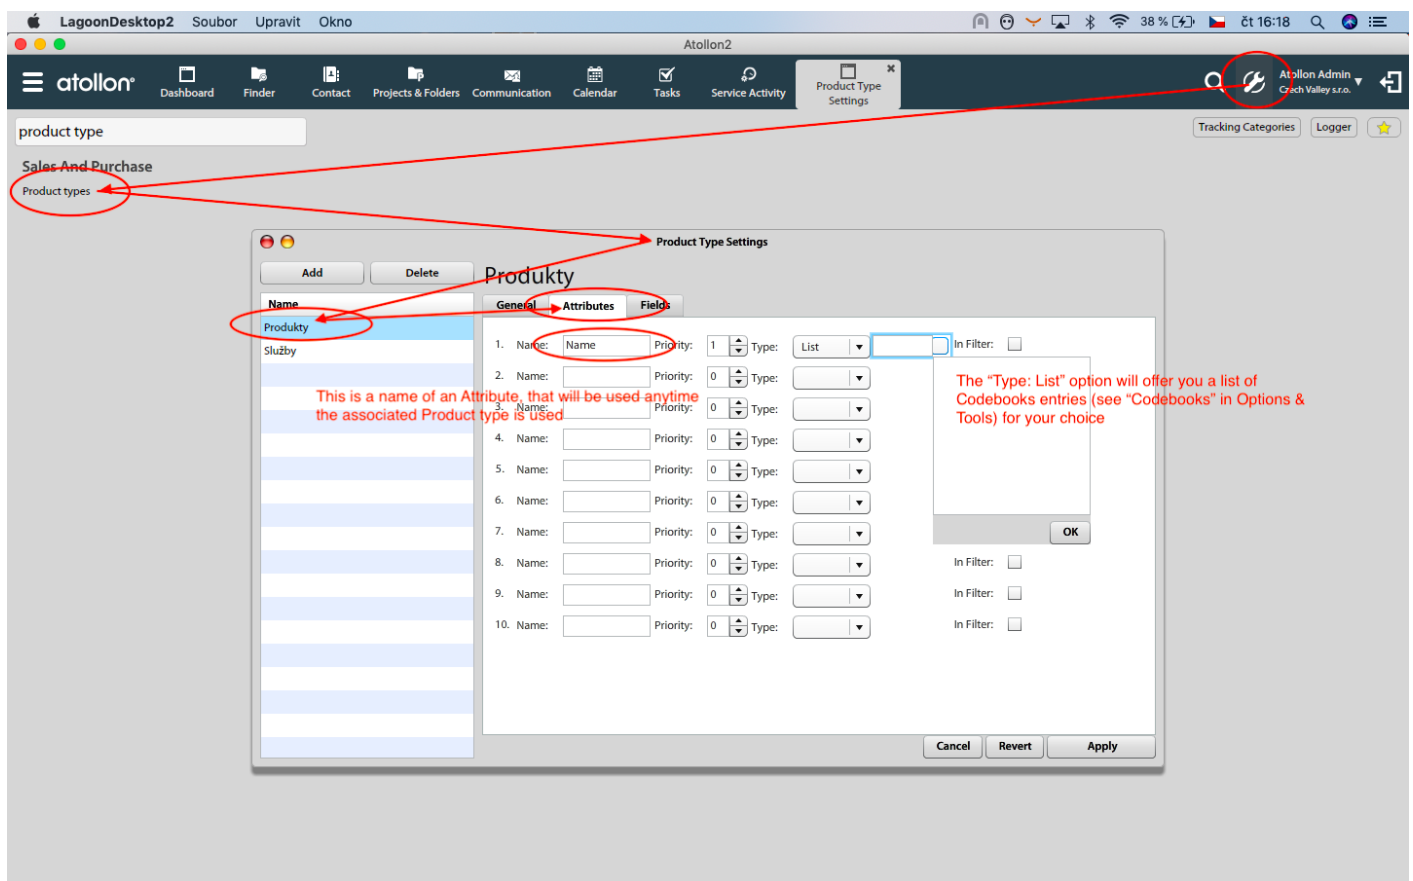 LagoonDesktop2 Soubor Upravit Okno 38 % čt 16:18
Atollon2
atollon
Dashboard Finder Contact Projects & Folders Communication Calendar Tasks Service Activity Product Type Settings Atollon Admin
Czech Valley s.r.o.
product type Tracking Categories Logger
Sales And Purchase
Product types
Product Type Settings
Add Delete Produkty
Name General Attributes Fields
Produkty
Služby
1. Name: Name Priority: 1 Type: List In Filter:
2. Name: Priority: 0 Type:
3. Name: Priority: 0 Type:
4. Name: Priority: 0 Type:
5. Name: Priority: 0 Type:
6. Name: Priority: 0 Type:
7. Name: Priority: 0 Type:
8. Name: Priority: 0 Type: In Filter:
9. Name: Priority: 0 Type: In Filter:
10. Name: Priority: 0 Type: In Filter:
This is a name of an Attribute, that will be used anytime
the associated Product type is used
The “Type: List” option will offer you a list of
Codebooks entries (see “Codebooks” in Options &
Tools) for your choice
OK
Cancel Revert Apply